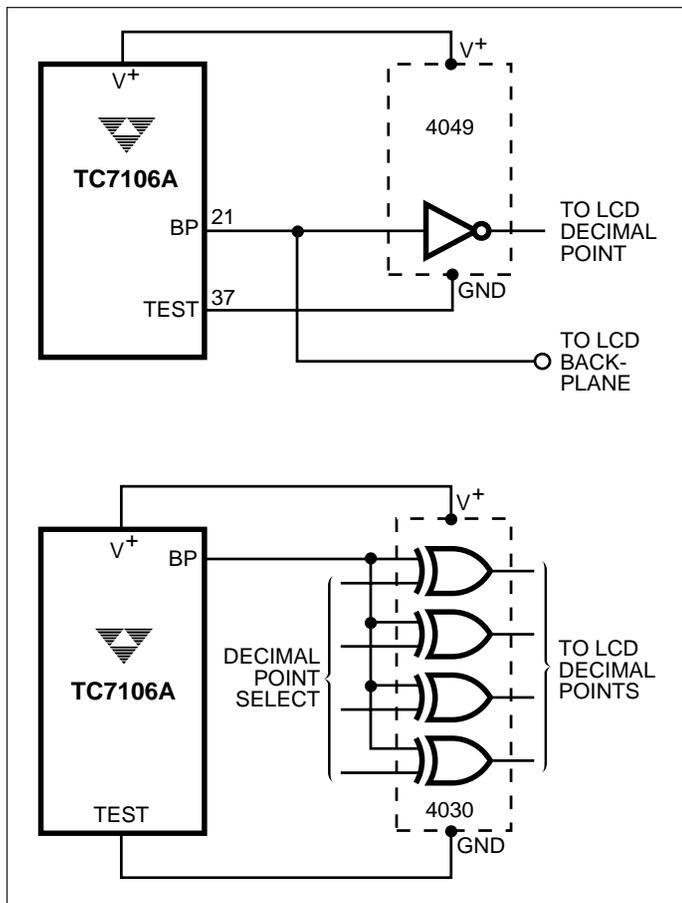 V+
V+
4049
TC7106A
BP
21
TO LCD
DECIMAL
POINT
TEST
37
GND
TO LCD
BACK-
PLANE
V+
V+
BP
DECIMAL
POINT
SELECT
TO LCD
DECIMAL
POINTS
TC7106A
TEST
4030
GND